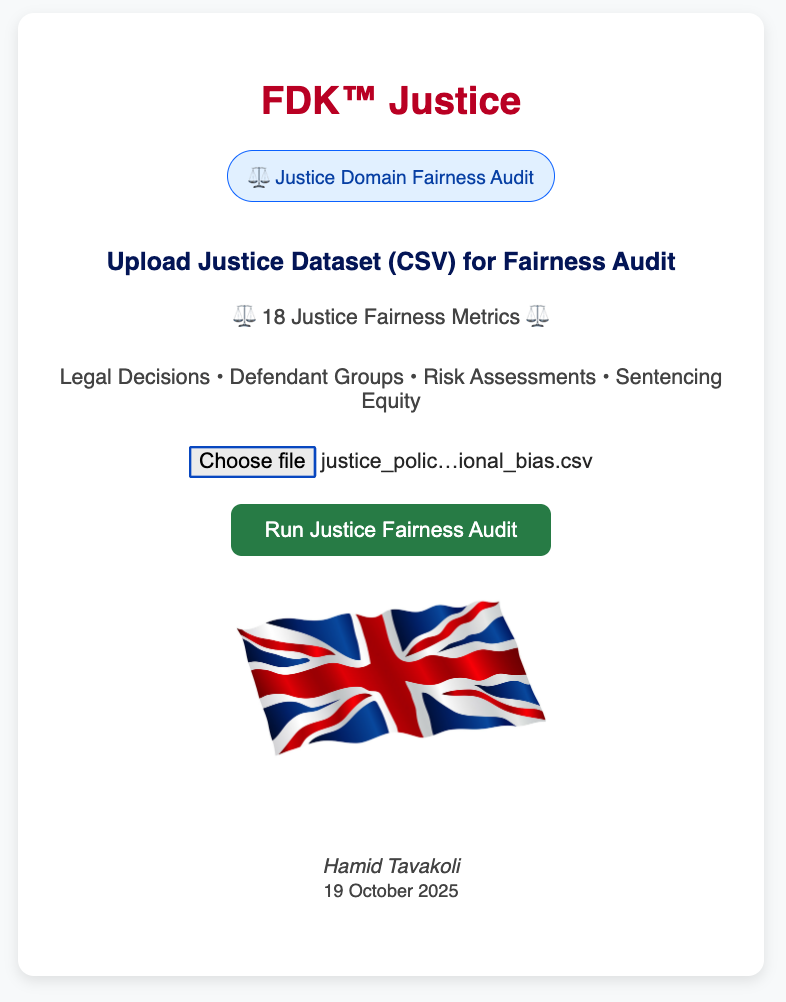 FDK™ Justice
⚖️ Justice Domain Fairness Audit
Upload Justice Dataset (CSV) for Fairness Audit
⚖️ 18 Justice Fairness Metrics ⚖️
Legal Decisions • Defendant Groups • Risk Assessments • Sentencing
Equity
Choose file justice_polic…ional_bias.csv
Run Justice Fairness Audit
Hamid Tavakoli
19 October 2025